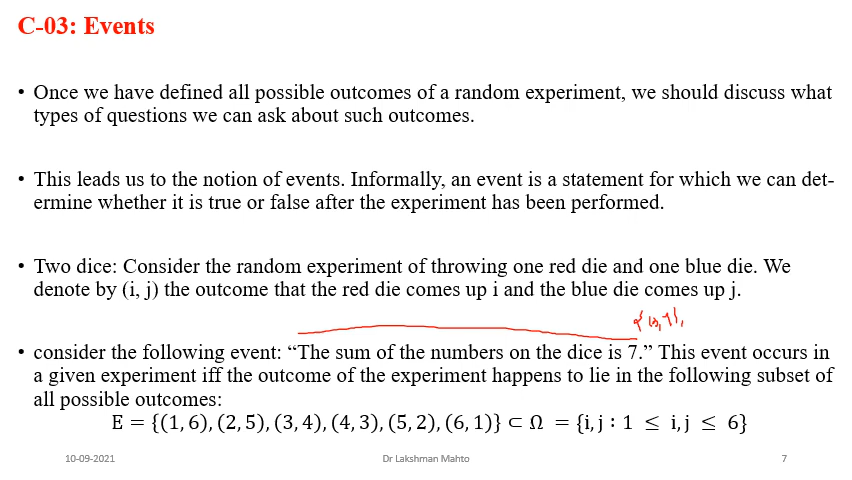 C-03: Events
• Once we have defined all possible outcomes of a random experiment, we should discuss what
types of questions we can ask about such outcomes.
• This leads us to the notion of events. Informally, an event is a statement for which we can det-
ermine whether it is true or false after the experiment has been performed.
• Two dice: Consider the random experiment of throwing one red die and one blue die. We
denote by (i, j) the outcome that the red die comes up i and the blue die comes up j.
• consider the following event: “The sum of the numbers on the dice is 7.” This event occurs in
a given experiment iff the outcome of the experiment happens to lie in the following subset of
all possible outcomes:
E = {(1, 6), (2, 5), (3, 4), (4, 3), (5, 2), (6, 1)} ⊂ Ω = {i, j : 1 ≤ i, j ≤ 6}
10-09-2021 Dr Lakshman Mahto 7